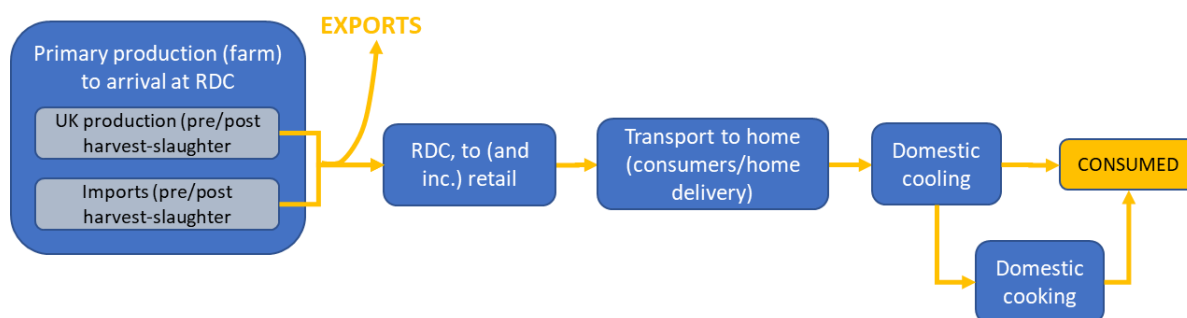 EXPORTS
Primary production (farm)
to arrival at RDC
UK production (pre/post
harvest-slaughter
Imports (pre/post
harvest-slaughter
RDC, to (and
inc.) retail
Transport to home
(consumers/home
delivery)
Domestic
cooling
CONSUMED
Domestic
cooking